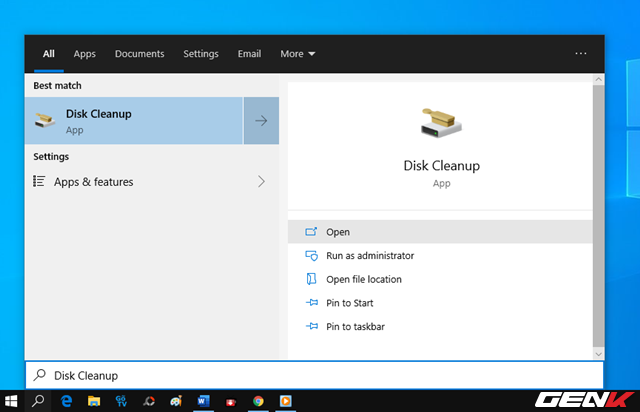 All Apps Documents Settings Email More ...
Best match
Disk Cleanup
App
Settings
Apps & features
Disk Cleanup
App
Open
Run as administrator
Open file location
Pin to Start
Pin to taskbar
Disk Cleanup
GENK